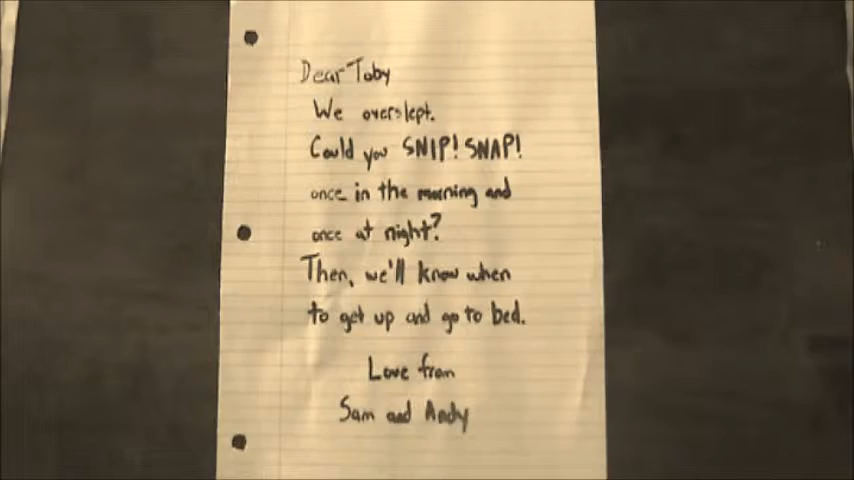 Dear Toby
We overslept.
Could you SNIP! SNAP!
once in the morning and
once at night?
Then, we'll know when
to get up and go to bed.
Love from
Sam and Andy